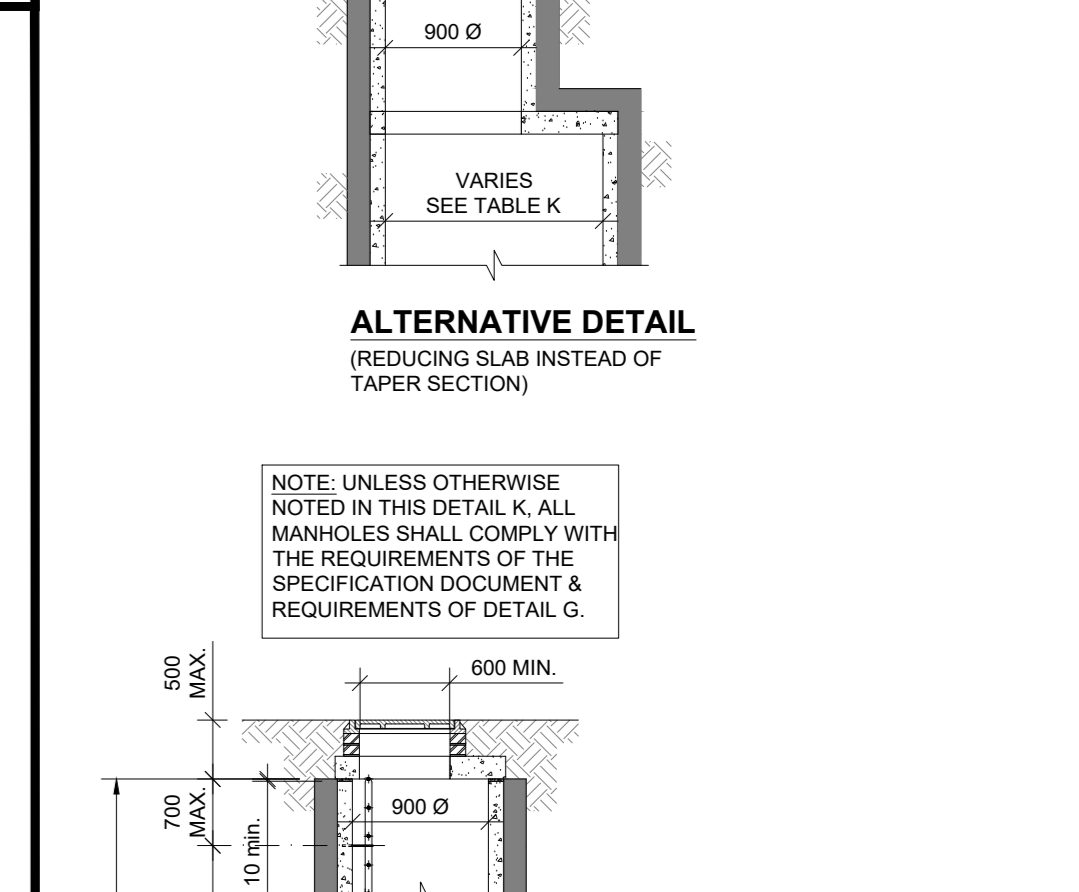 900 Ø
VARIES
SEE TABLE K
ALTERNATIVE DETAIL
(REDUCING SLAB INSTEAD OF
TAPER SECTION)
NOTE: UNLESS OTHERWISE
NOTED IN THIS DETAIL K, ALL
MANHOLES SHALL COMPLY WITH
THE REQUIREMENTS OF THE
SPECIFICATION DOCUMENT &
REQUIREMENTS OF DETAIL G.
500
MAX.
600 MIN.
700
MAX.
900 Ø
10 min.